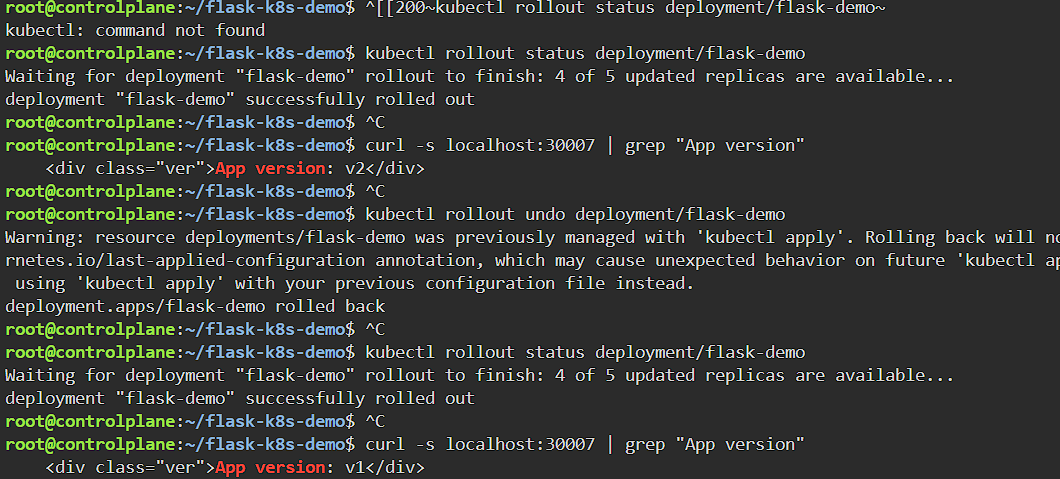 root@controlplane:~/flask-k8s-demo$ ^[[200~kubectl rollout status deployment/flask-demo~
kubectl: command not found
root@controlplane:~/flask-k8s-demo$ kubectl rollout status deployment/flask-demo
Waiting for deployment "flask-demo" rollout to finish: 4 of 5 updated replicas are available...
deployment "flask-demo" successfully rolled out
root@controlplane:~/flask-k8s-demo$ ^C
root@controlplane:~/flask-k8s-demo$ curl -s localhost:30007 | grep "App version"
    <div class="ver">App version: v2</div>
root@controlplane:~/flask-k8s-demo$ ^C
root@controlplane:~/flask-k8s-demo$ kubectl rollout undo deployment/flask-demo
Warning: resource deployments/flask-demo was previously managed with 'kubectl apply'. Rolling back will no
rnetes.io/last-applied-configuration annotation, which may cause unexpected behavior on future 'kubectl ap
 using 'kubectl apply' with your previous configuration file instead.
deployment.apps/flask-demo rolled back
root@controlplane:~/flask-k8s-demo$ ^C
root@controlplane:~/flask-k8s-demo$ kubectl rollout status deployment/flask-demo
Waiting for deployment "flask-demo" rollout to finish: 4 of 5 updated replicas are available...
deployment "flask-demo" successfully rolled out
root@controlplane:~/flask-k8s-demo$ ^C
root@controlplane:~/flask-k8s-demo$ curl -s localhost:30007 | grep "App version"
    <div class="ver">App version: v1</div>